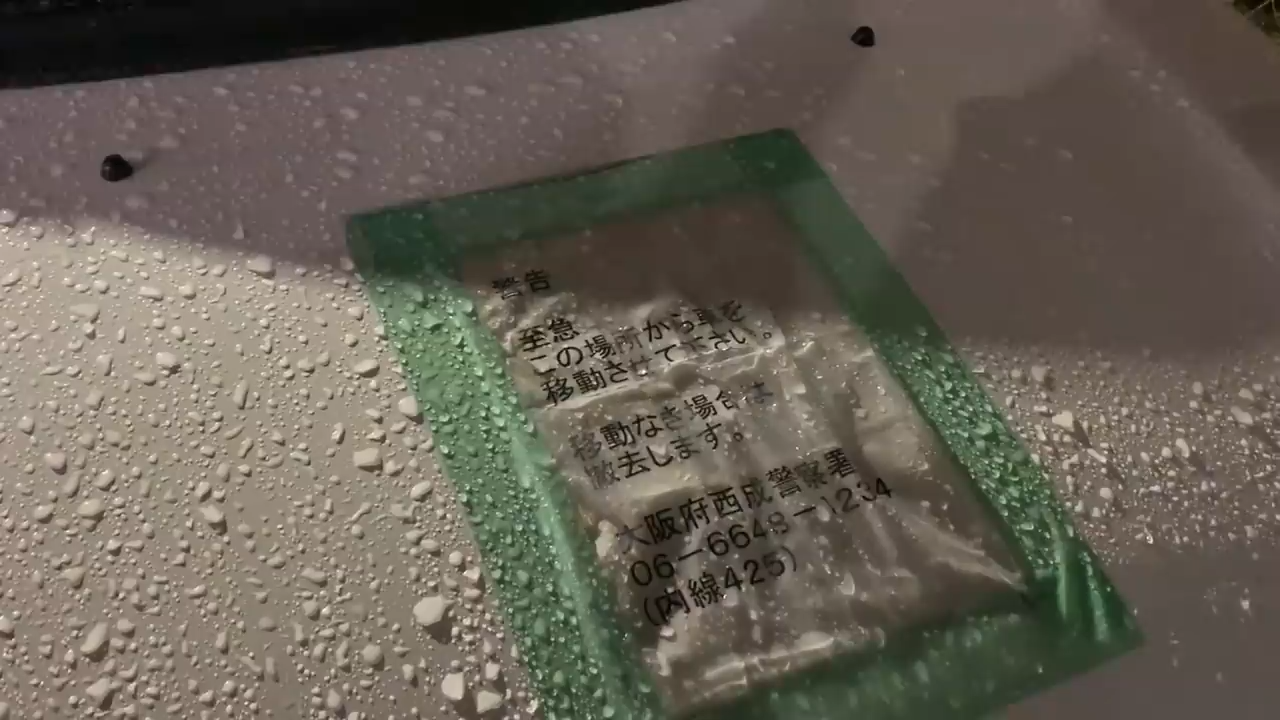 警告
至急
この場所から車を
移動させて下さい。
移動なき場合は
撤去します。
大阪府西成警察署
06－6648－1234
(内線425)